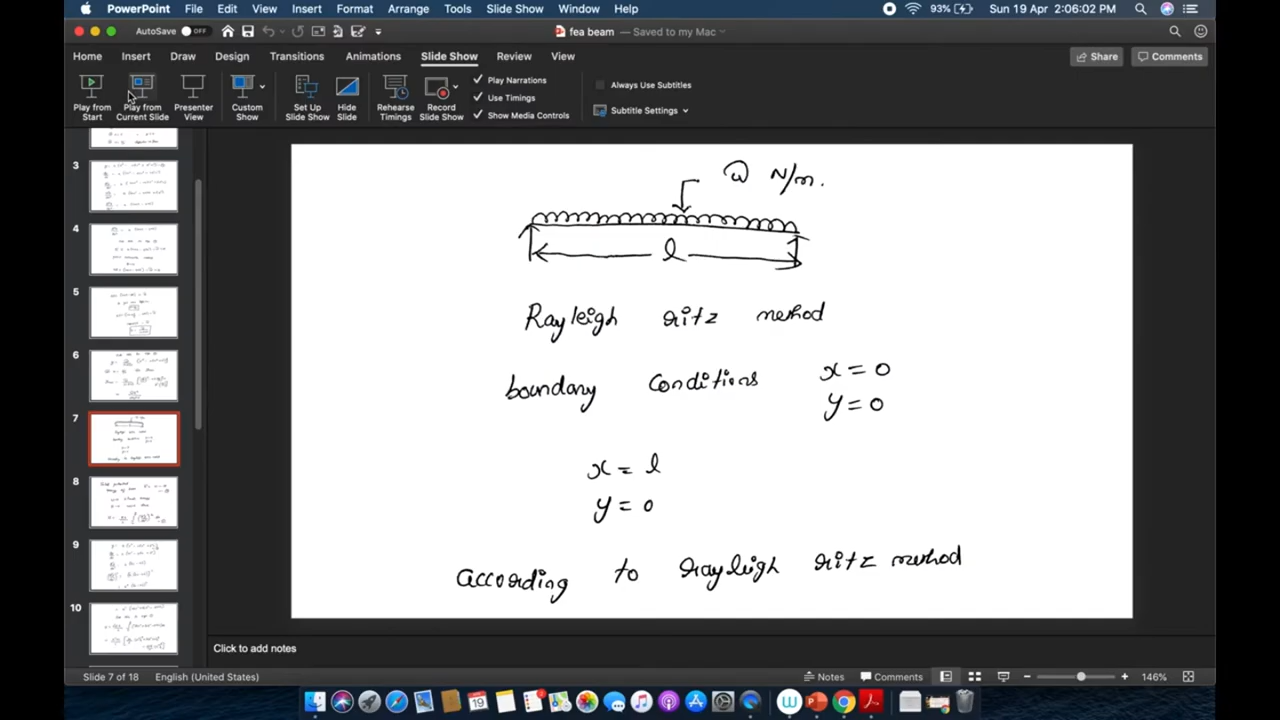 PowerPoint File Edit View Insert Format Arrange Tools Slide Show Window Help 93% Sun 19 Apr 2:06:02 PM
AutoSave OFF fea beam — Saved to my Mac
Home Insert Draw Design Transitions Animations Slide Show Review View Share Comments
Play from Start
Play from Current Slide
Presenter View
Custom Show
Set Up Slide Show
Hide Slide
Rehearse Timings
Record Slide Show
Play Narrations
Use Timings
Show Media Controls
Always Use Subtitles
Subtitle Settings
3
4
5
6
7
8
9
10
ω N/m.
l
Rayleigh ritz method
boundary conditions x = 0
y = 0
x = l
y = 0
according to rayleigh ritz method
Click to add notes
Slide 7 of 18 English (United States) Notes Comments 146%